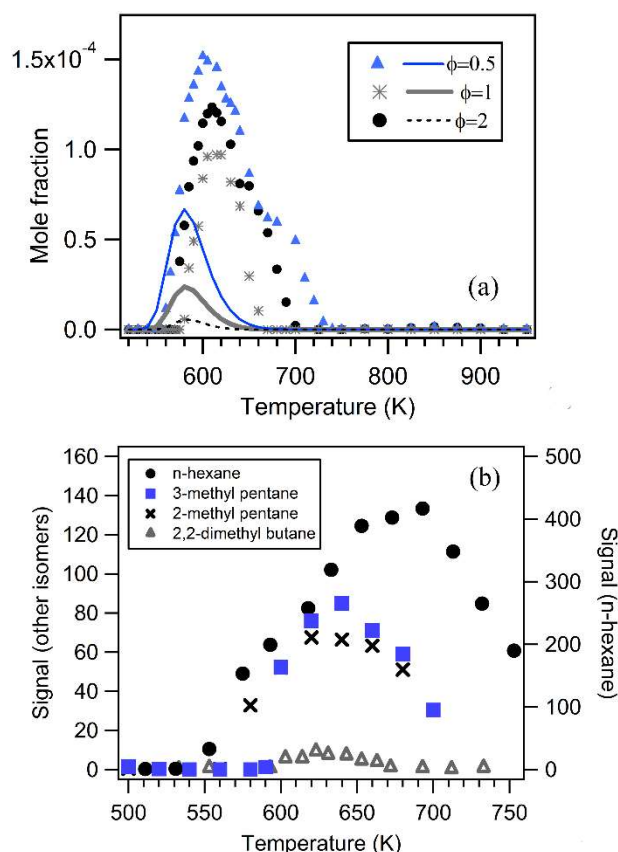 (a)
1.5x10-4
1.0
0.5
0.0
Mole fraction
ϕ=0.5
ϕ=1
ϕ=2
600
700
800
900
Temperature (K)
(b)
160
140
120
100
80
60
40
20
0
Signal (other isomers)
n-hexane
3-methyl pentane
2-methyl pentane
2,2-dimethyl butane
500
400
300
200
100
0
Signal (n-hexane)
500
550
600
650
700
750
Temperature (K)